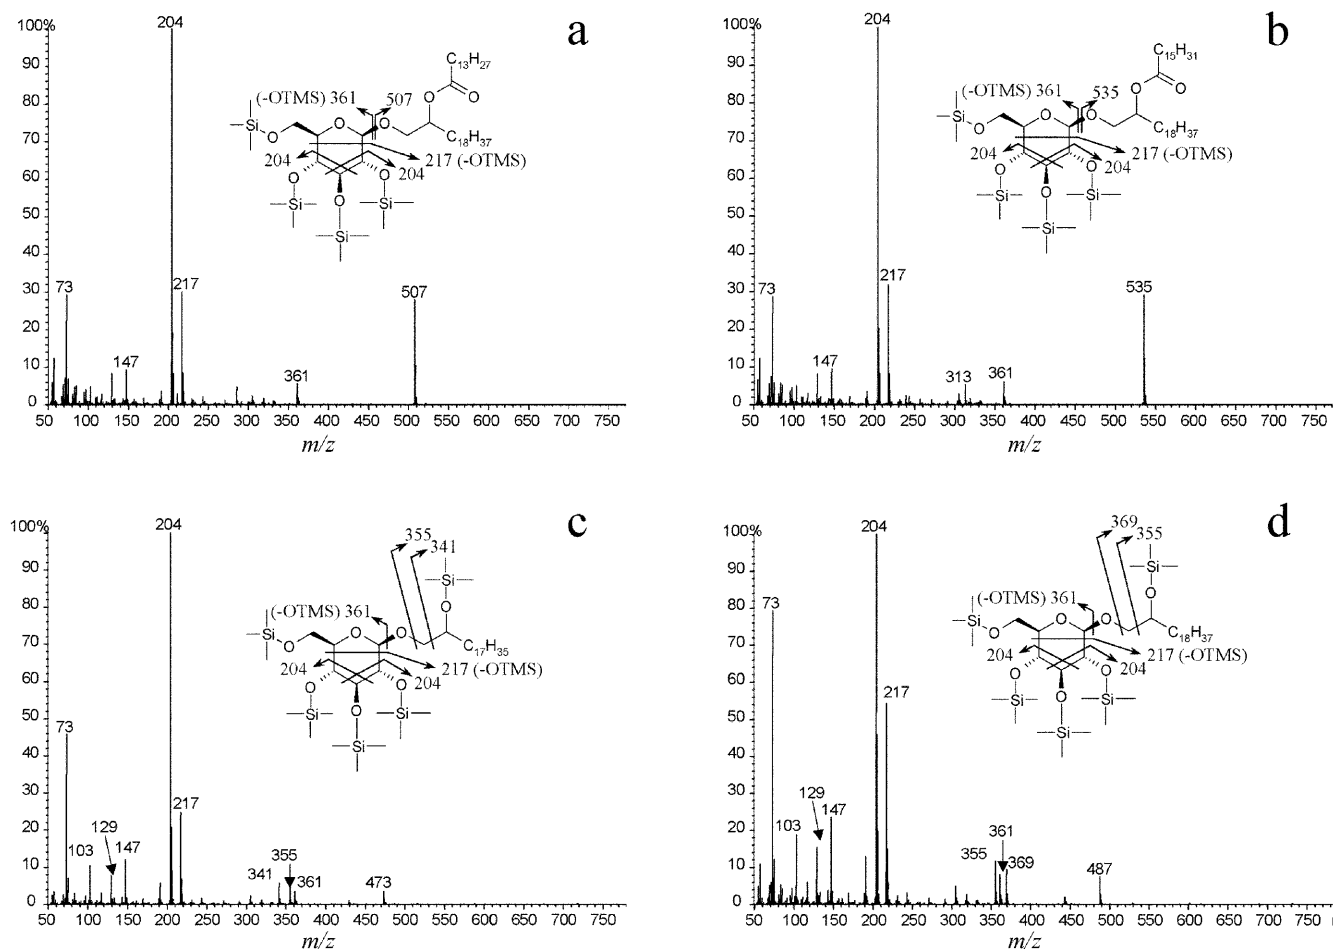 a
100%
90
80
70
60
50
40
30
20
10
0
204
73
147
217
361
507
50 100 150 200 250 300 350 400 450 500 550 600 650 700 750
m/z
C13H27
O
O
(-OTMS) 361
507
Si
O
O
O
C18H37
204
217 (-OTMS)
204
O
O
O
Si
Si
Si
b
100%
90
80
70
60
50
40
30
20
10
0
204
73
147
217
313
361
535
50 100 150 200 250 300 350 400 450 500 550 600 650 700 750
m/z
C15H31
O
O
(-OTMS) 361
535
Si
O
O
O
C18H37
204
217 (-OTMS)
204
O
O
O
Si
Si
Si
c
100%
90
80
70
60
50
40
30
20
10
0
204
73
103
129
147
217
341
355
361
473
50 100 150 200 250 300 350 400 450 500 550 600 650 700 750
m/z
355
341
Si
O
(-OTMS) 361
Si
O
O
O
C17H35
204
217 (-OTMS)
204
O
O
O
Si
Si
Si
d
100%
90
80
70
60
50
40
30
20
10
0
204
73
103
129
147
217
355
361
369
487
50 100 150 200 250 300 350 400 450 500 550 600 650 700 750
m/z
369
355
Si
O
(-OTMS) 361
Si
O
O
O
C18H37
204
217 (-OTMS)
204
O
O
O
Si
Si
Si